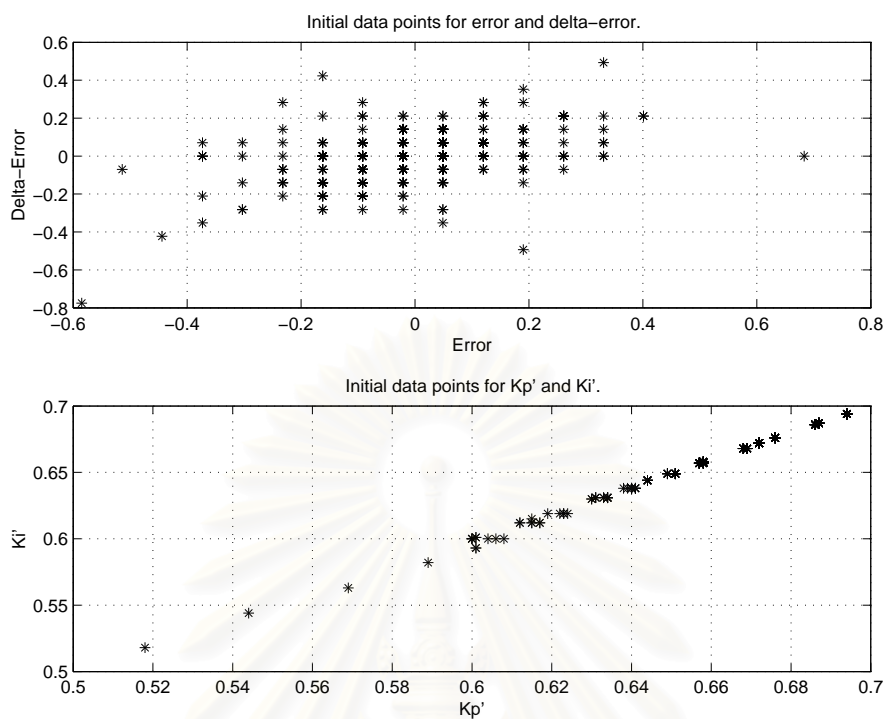 Initial data points for error and delta−error.
0.6
0.4
0.2
0
−0.2
−0.4
−0.6
−0.8
Delta−Error
−0.6 −0.4 −0.2 0 0.2 0.4 0.6 0.8
Error
Initial data points for Kp’ and Ki’.
0.7
0.65
0.6
0.55
0.5
Ki’
0.5 0.52 0.54 0.56 0.58 0.6 0.62 0.64 0.66 0.68 0.7
Kp’